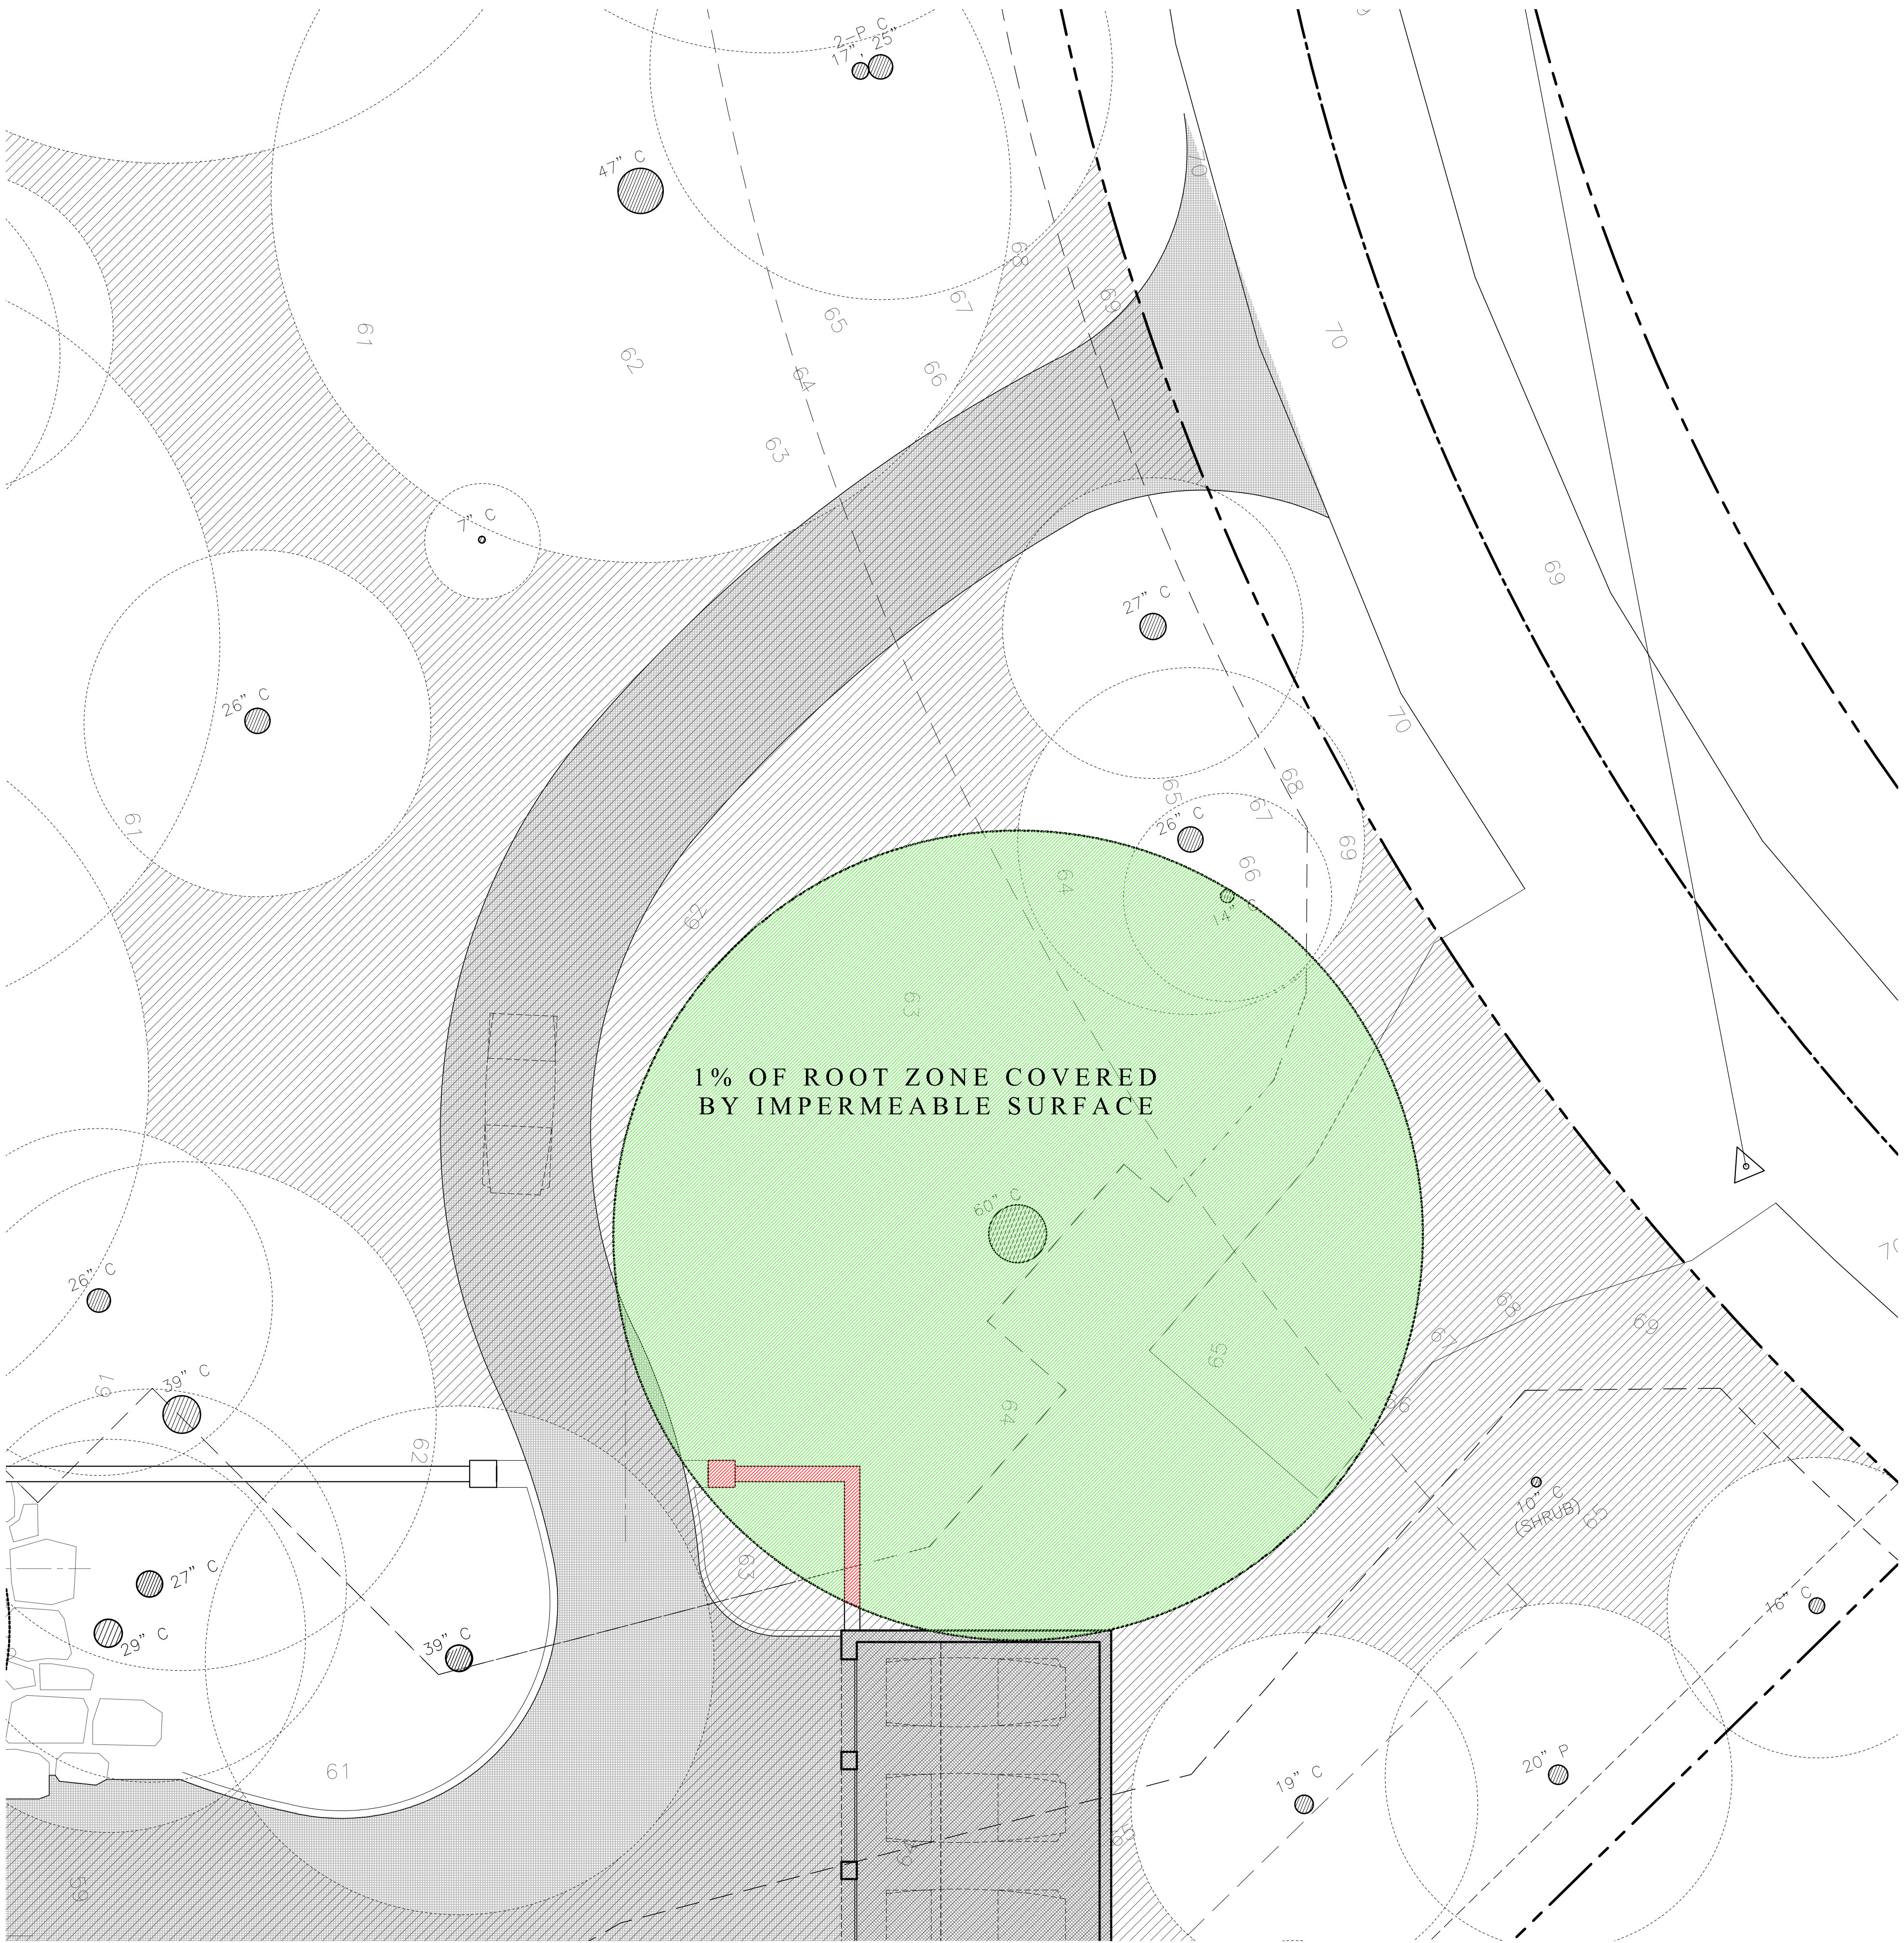 2-P C
17", 25"
47" C
70
68
69
67
61
65
70
62
64
66
63
7" C
69
27" C
26" C
70
68
65
67
61
26" C
69
66
64
14" C
62
63
1% OF ROOT ZONE COVERED
BY IMPERMEABLE SURFACE
60" C
70
26" C
68
69
67
65
39" C
61
66
64
62
10" C
(SHRUB)
65
63
27" C
16" C
29" C
39" C
20" P
61
19" C
65
64
59